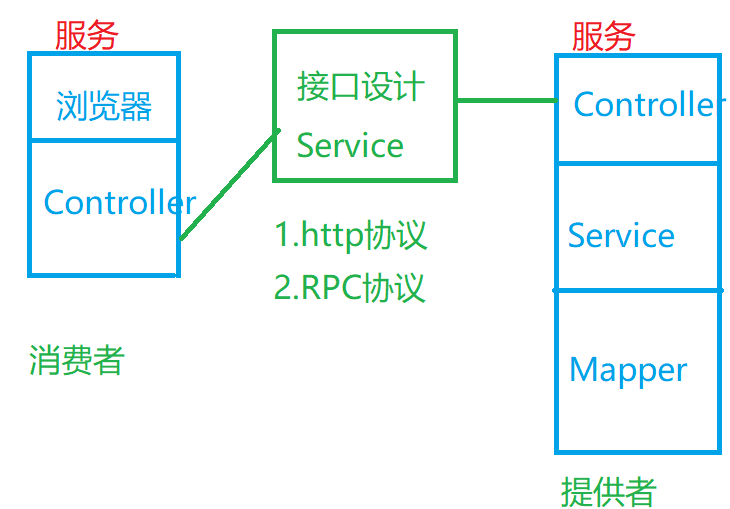 服务
浏览器
Controller
消费者
接口设计
Service
1.http协议
2.RPC协议
服务
Controller
Service
Mapper
提供者